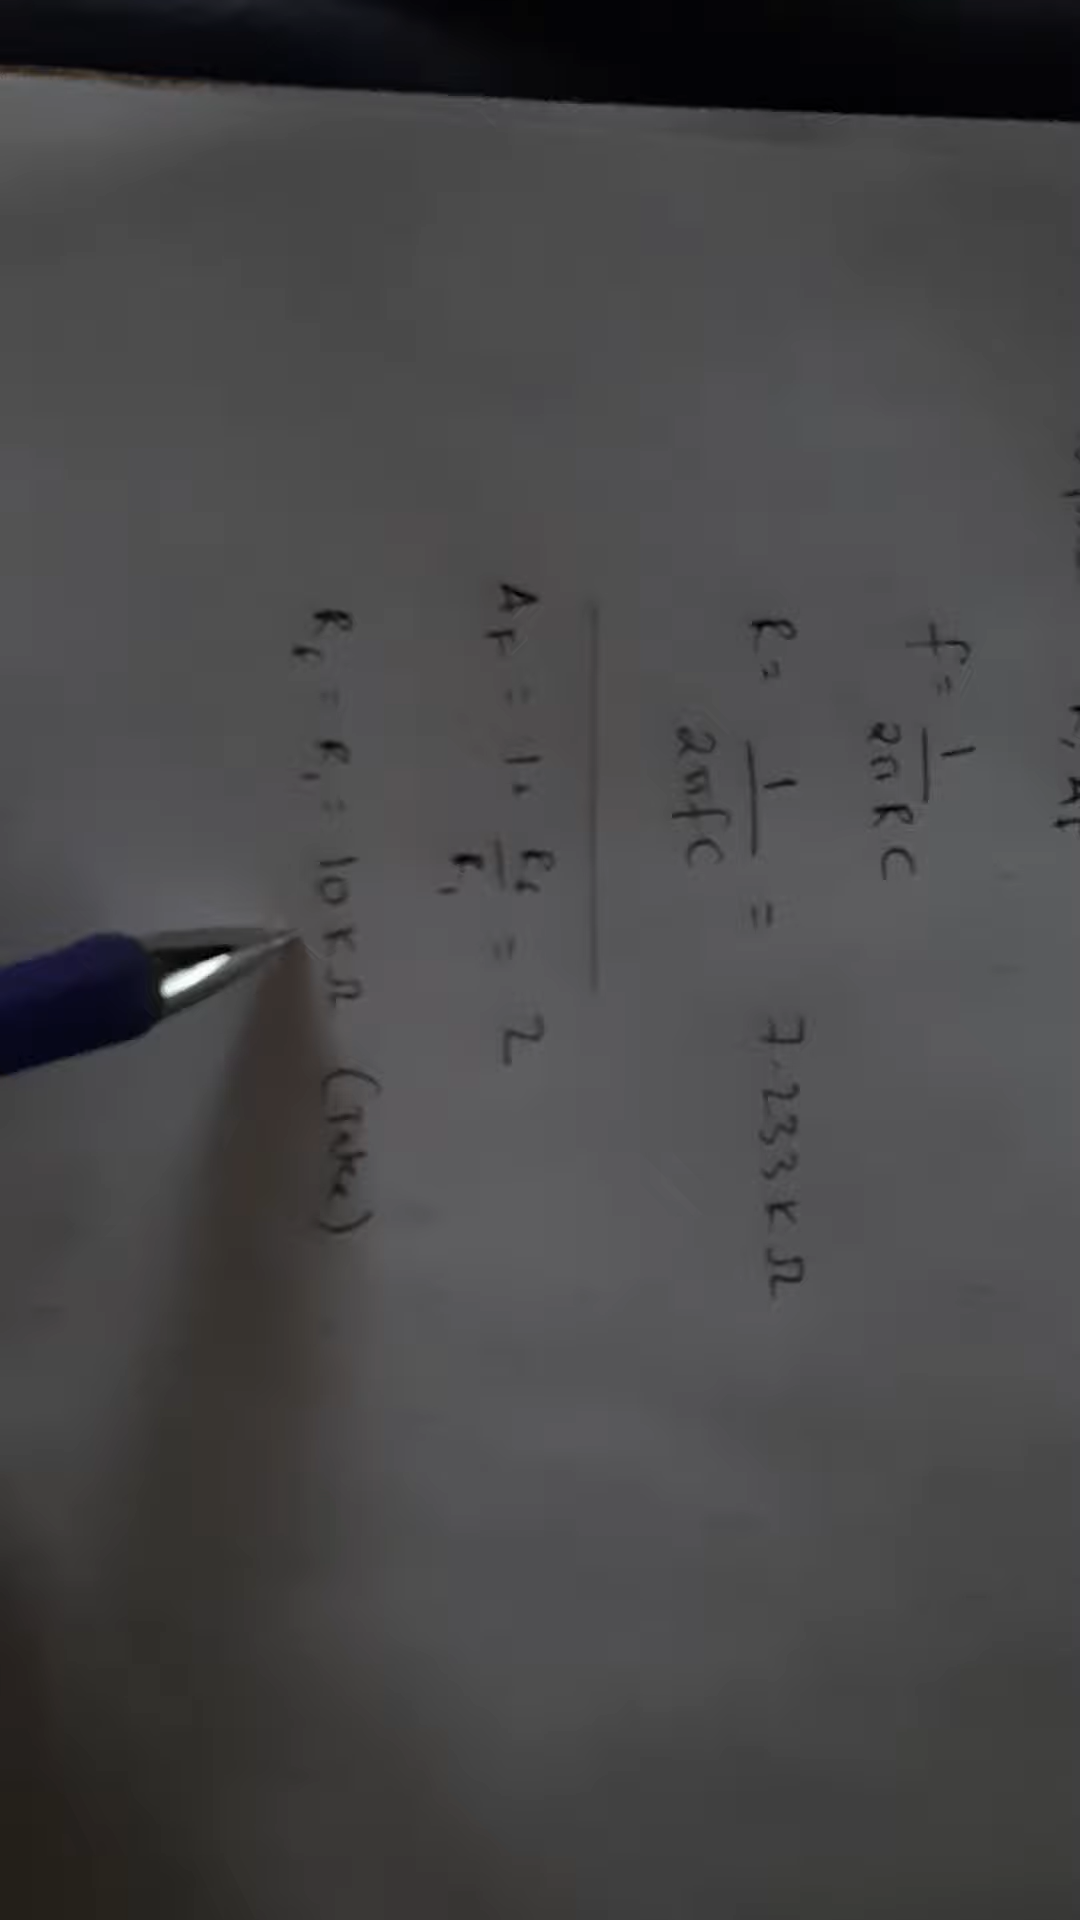 f = 1/2πRC
R = 1/2πfC = 7.233 KΩ
AF = 1+ Rf/R1 = 2
Rf = R1 = 10 KΩ (Take)